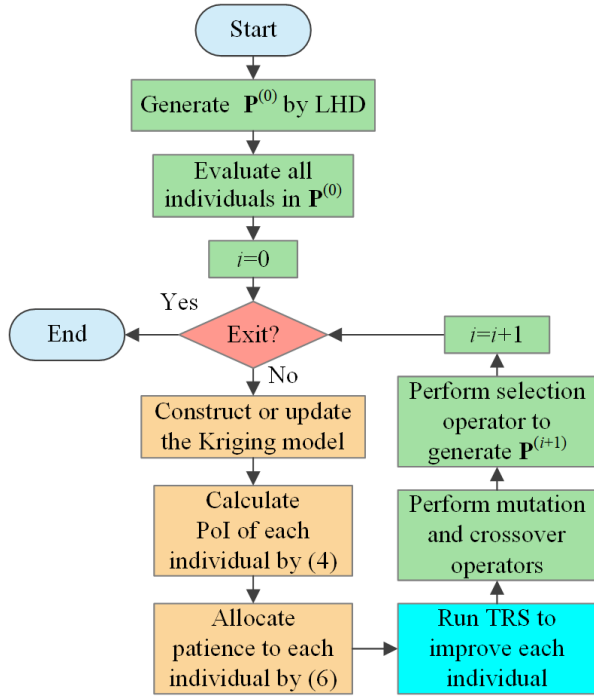 Start
Generate P^(0) by LHD
Evaluate all
individuals in P^(0)
i=0
Yes
End
Exit?
i=i+1
No
Construct or update
the Kriging model
Perform selection
operator to
generate P^(i+1)
Calculate
PoI of each
individual by (4)
Perform mutation
and crossover
operators
Allocate
patience to each
individual by (6)
Run TRS to
improve each
individual